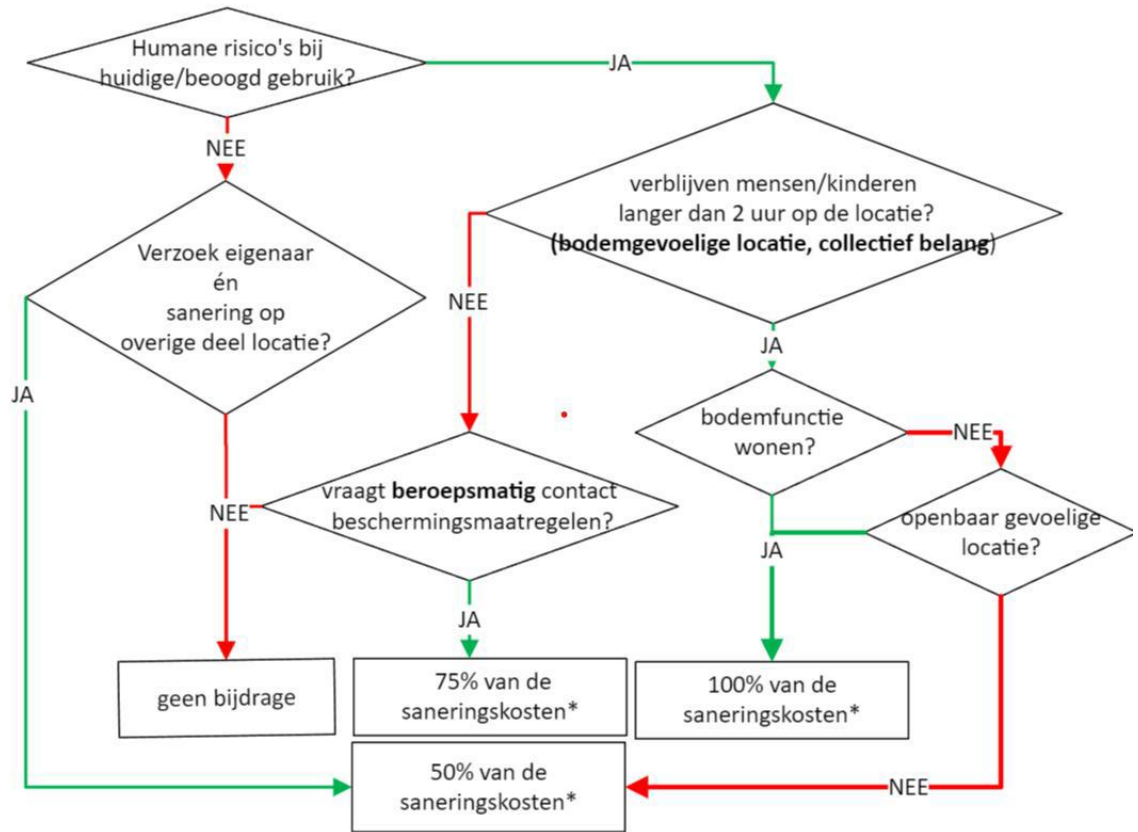 Humane risico's bij
huidige/beoogd gebruik?
JA
NEE
verblijven mensen/kinderen
langer dan 2 uur op de locatie?
(bodemgevoelige locatie, collectief belang)
Verzoek eigenaar
én
sanering op
overige deel locatie?
NEE
JA
JA
bodemfunctie
wonen?
NEE
vraagt beroepsmatig contact
beschermingsmaatregelen?
NEE
openbaar gevoelige
locatie?
JA
JA
geen bijdrage
75% van de
saneringskosten*
100% van de
saneringskosten*
50% van de
saneringskosten*
NEE